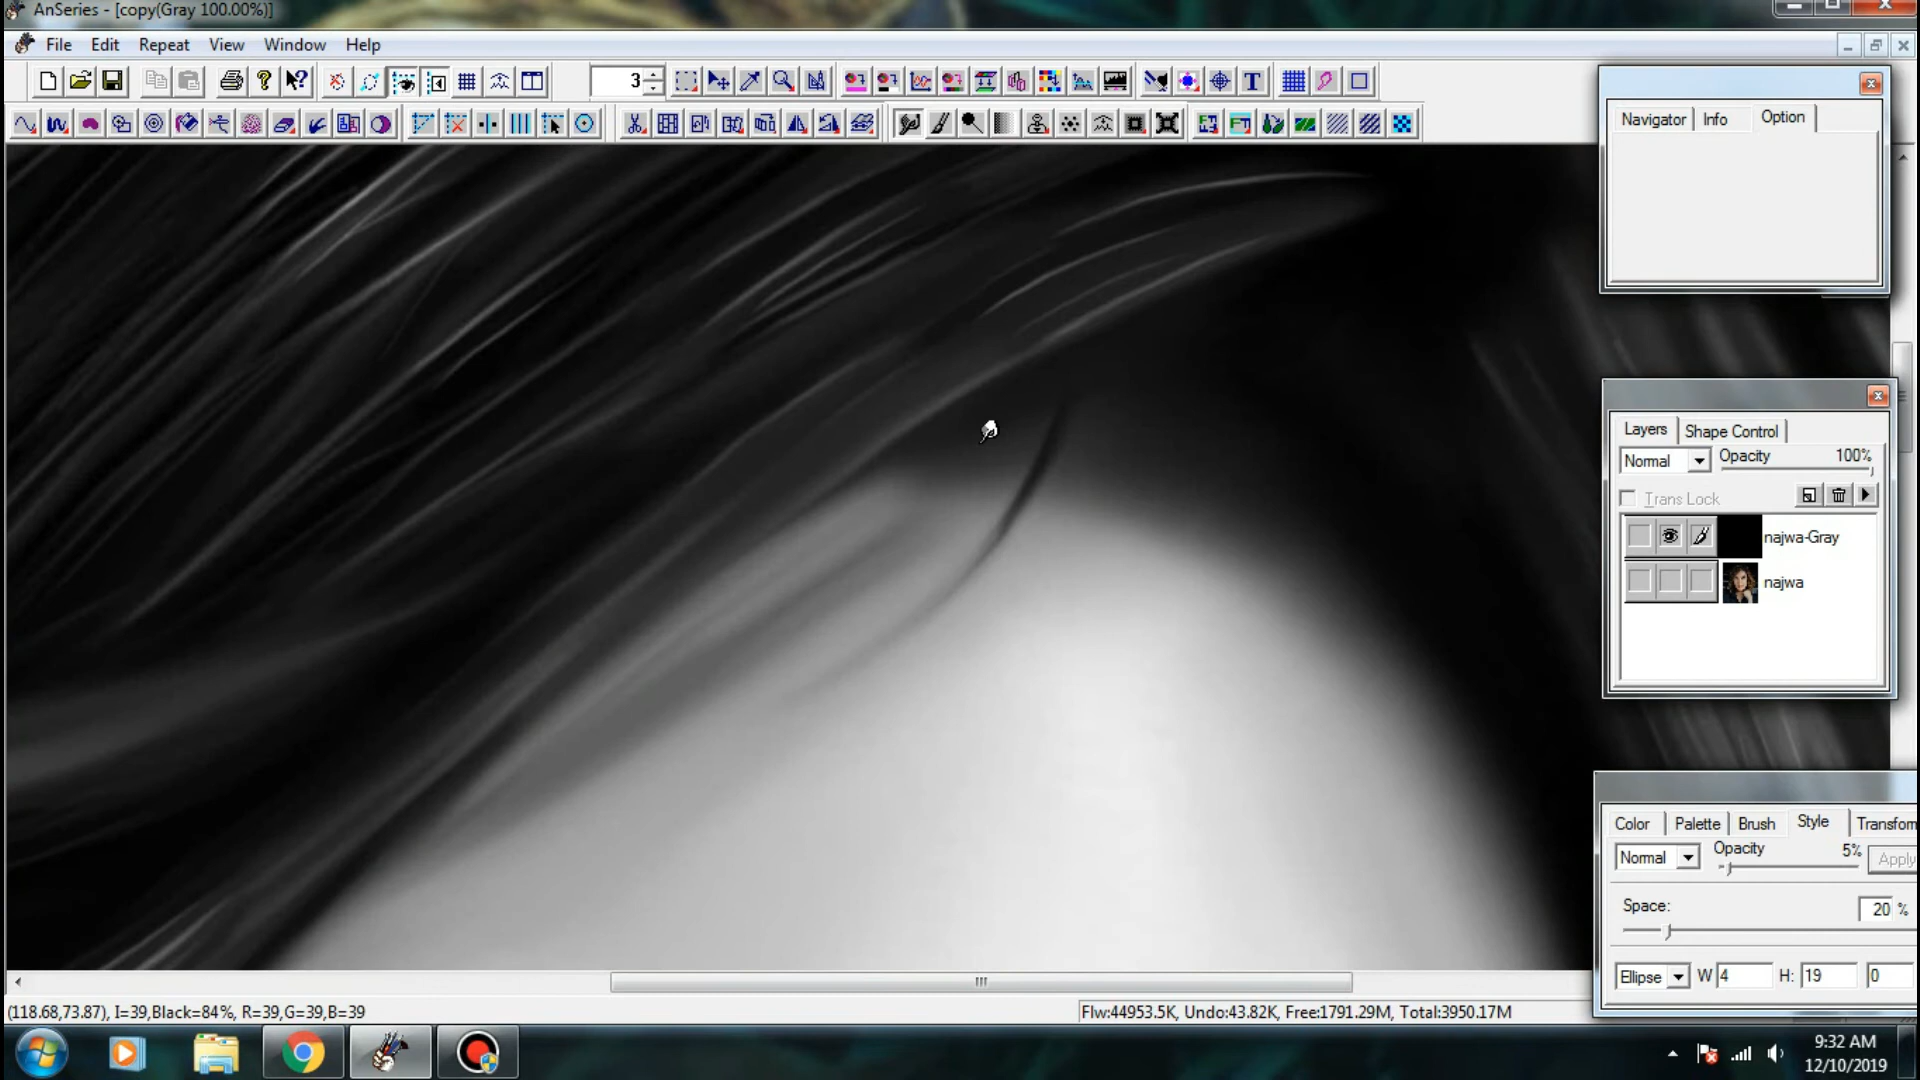 AnSeries - [copy(Gray 100.00%)]
File Edit Repeat View Window Help
3
Navigator Info Option
Layers Shape Control
Normal Opacity 100%
Trans Lock
najwa-Gray
najwa
Color Palette Brush Style Transfom
Normal Opacity 5% Apply
Space: 20 %
Ellipse W 4 H: 19 0
(118.68,73.87), I=39,Black=84%, R=39,G=39,B=39
Flw:44953.5K, Undo:43.82K, Free:1791.29M, Total:3950.17M
9:32 AM
12/10/2019